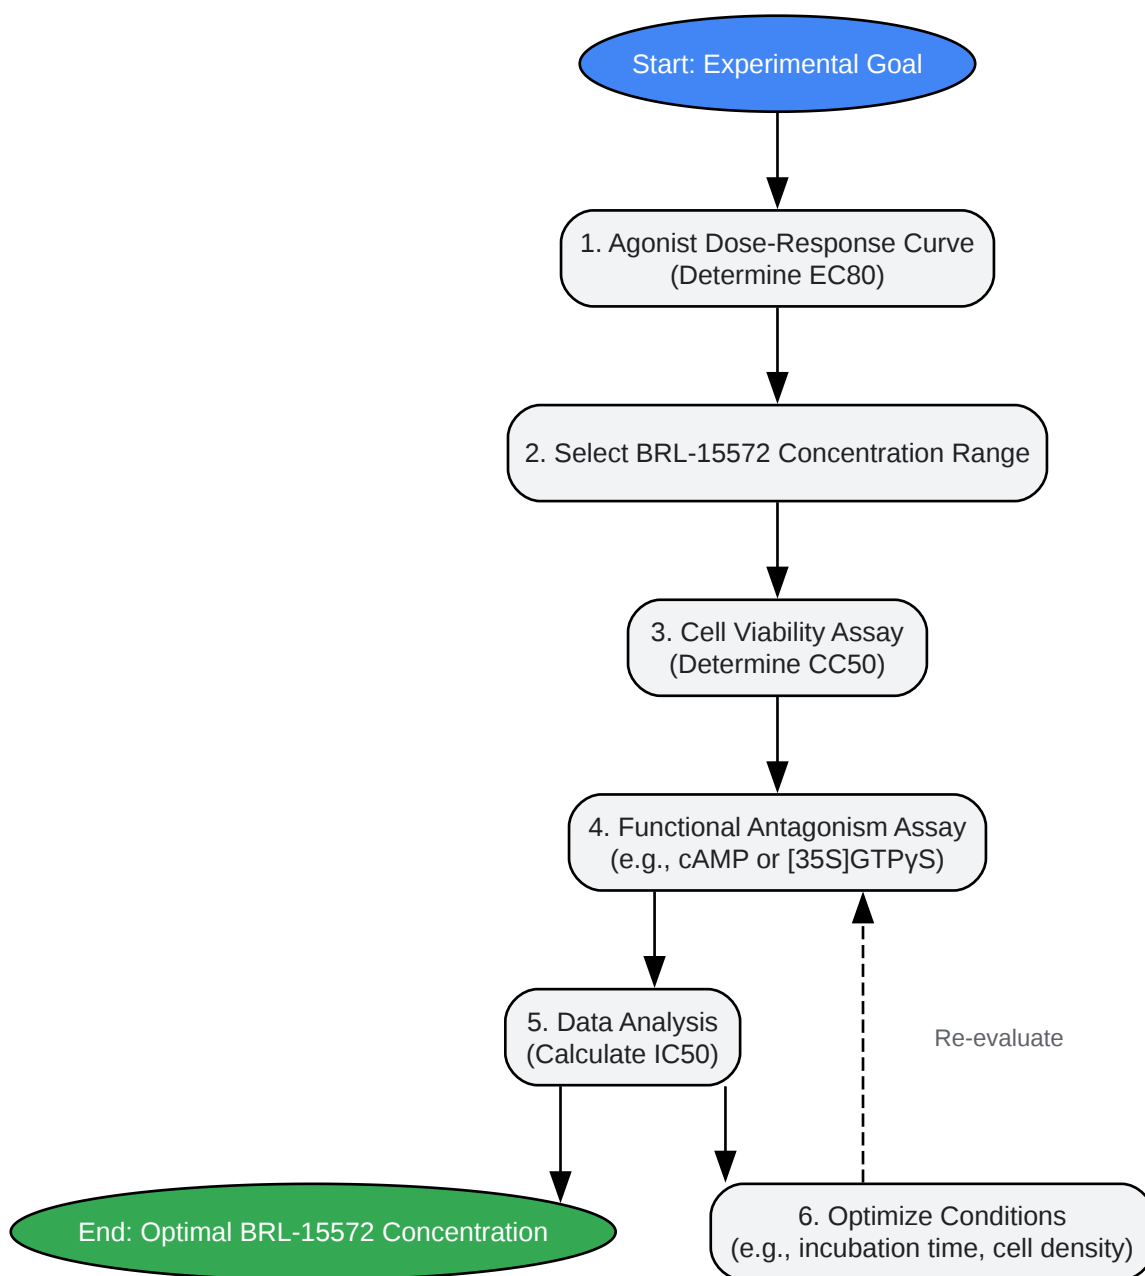 Start: Experimental Goal
1. Agonist Dose-Response Curve
(Determine EC80)
2. Select BRL-15572 Concentration Range
3. Cell Viability Assay
(Determine CC50)
4. Functional Antagonism Assay
(e.g., cAMP or [35S]GTPγS)
5. Data Analysis
(Calculate IC50)
Re-evaluate
End: Optimal BRL-15572 Concentration
6. Optimize Conditions
(e.g., incubation time, cell density)